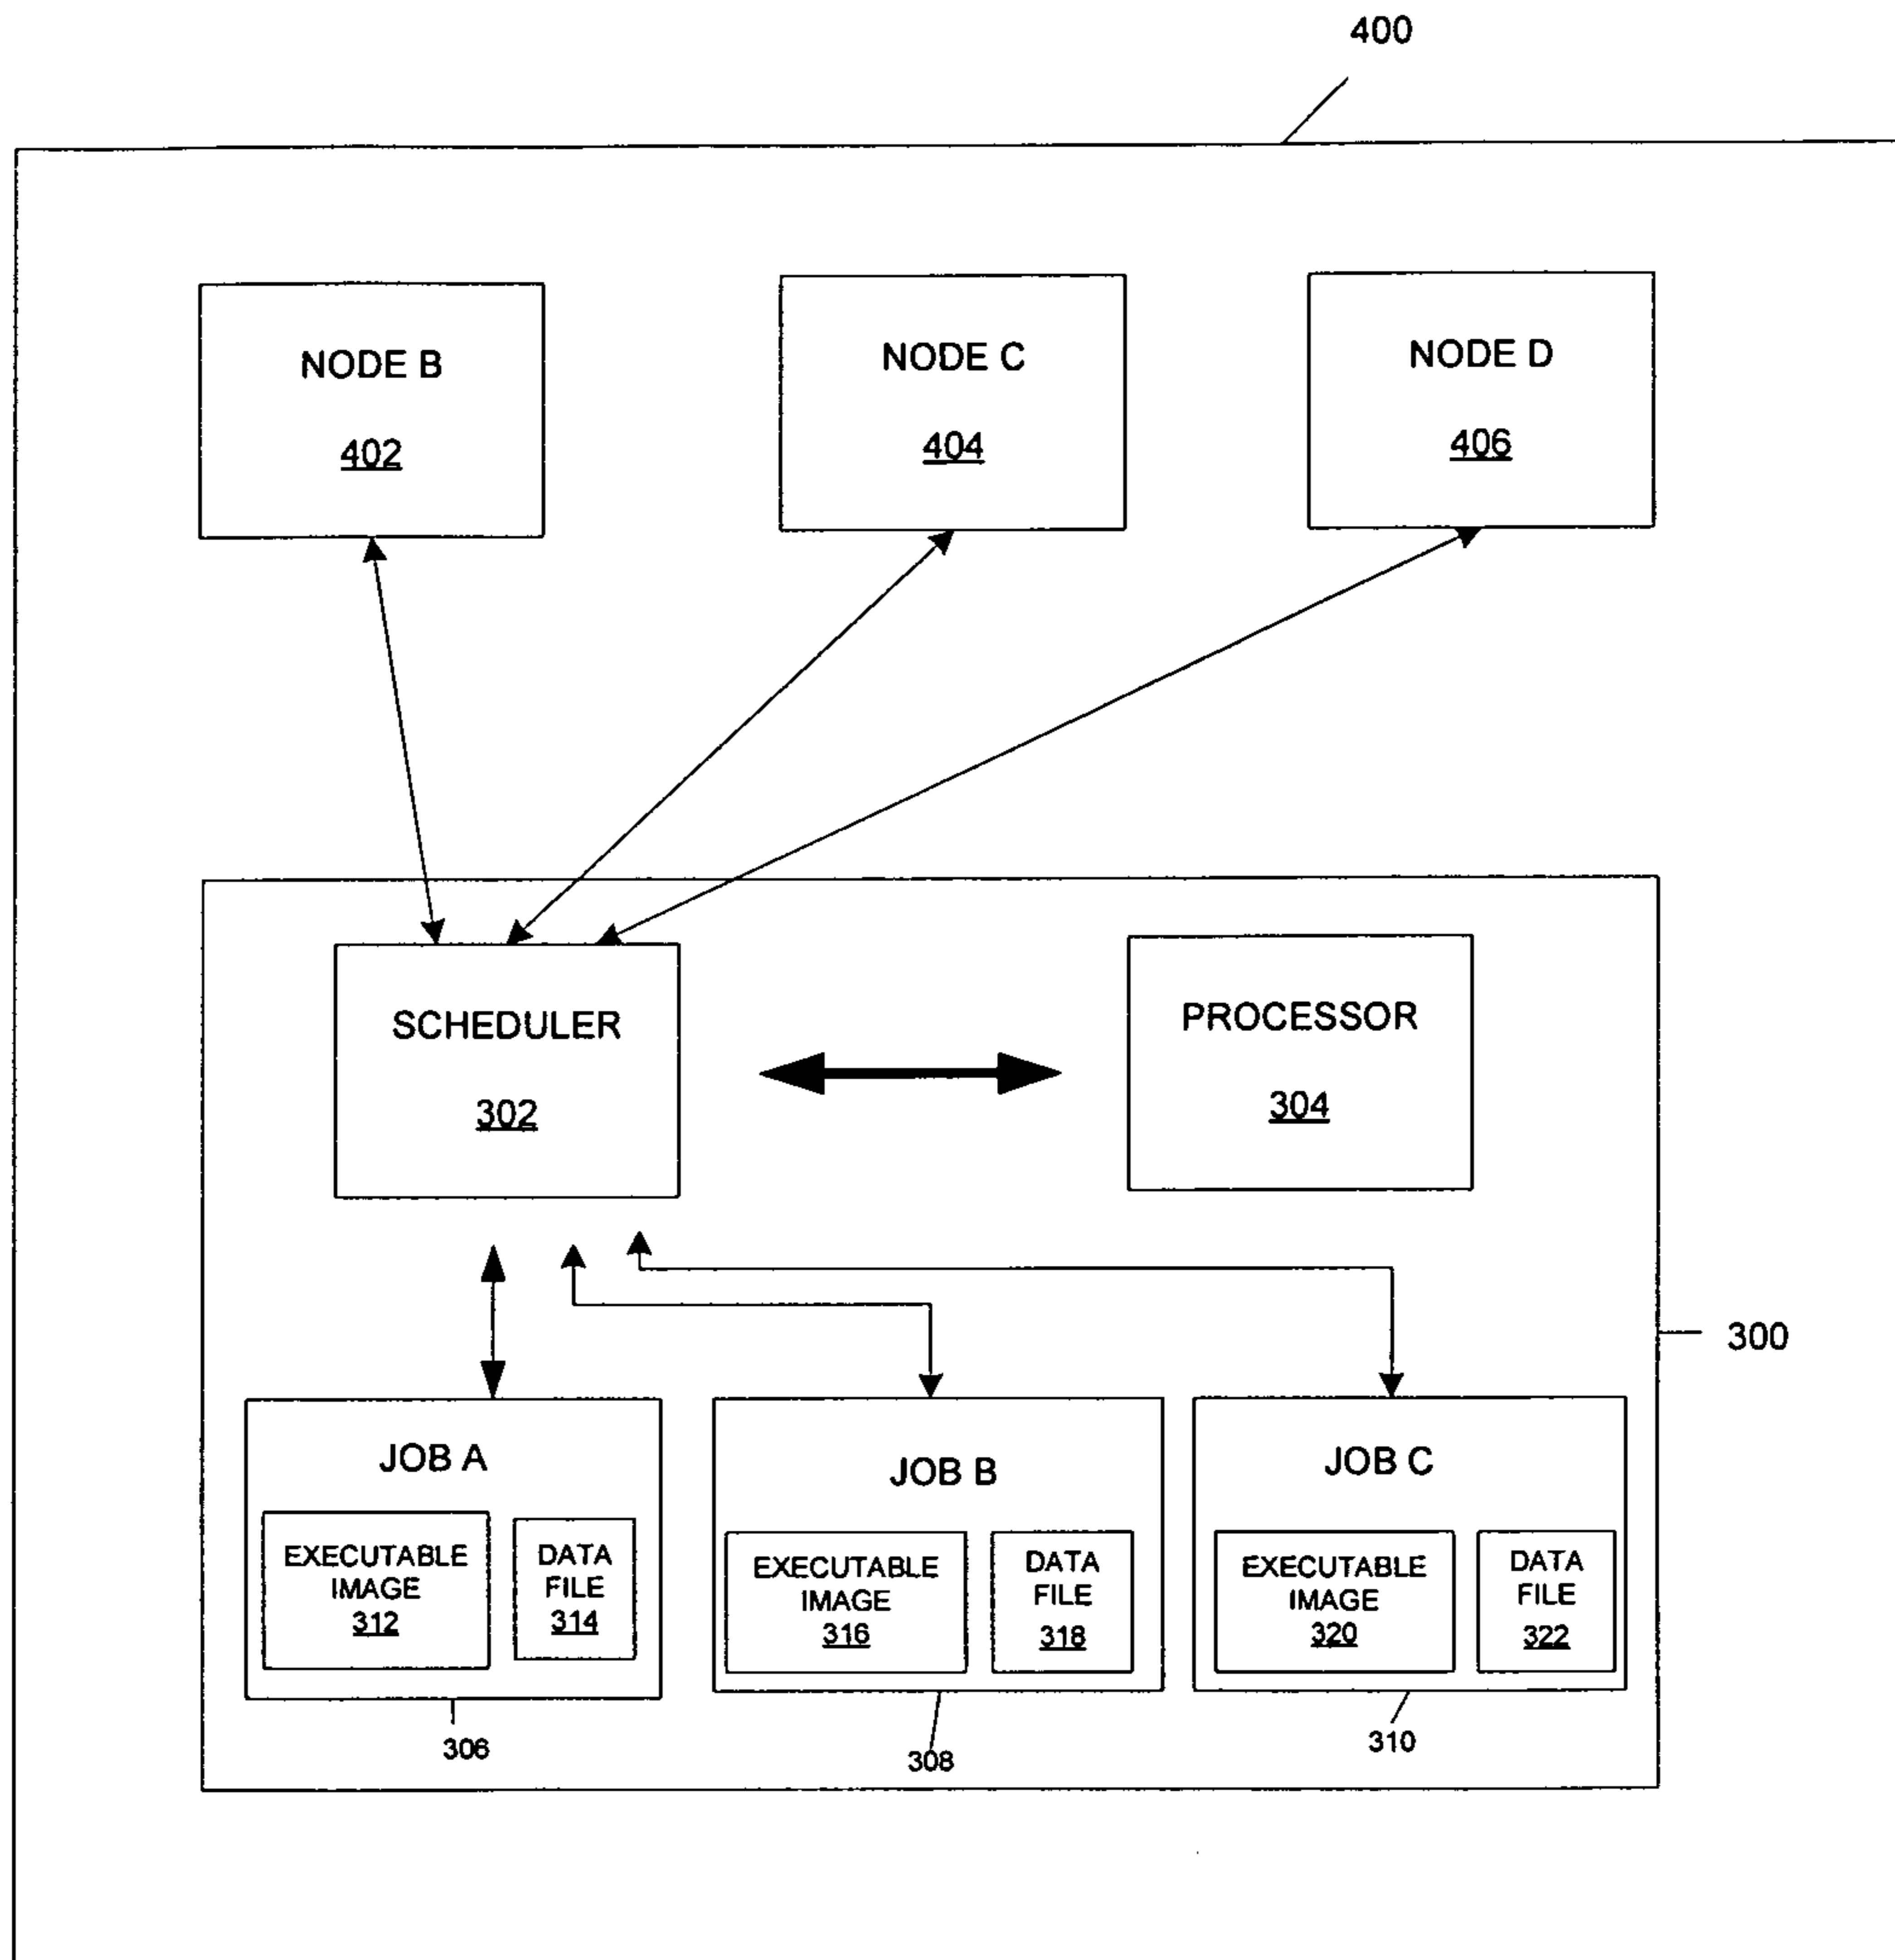 400
NODE B
402
NODE C
404
NODE D
406
SCHEDULER
302
PROCESSOR
304
300
JOB A
EXECUTABLE
IMAGE
312
DATA
FILE
314
306
JOB B
EXECUTABLE
IMAGE
316
DATA
FILE
318
308
JOB C
EXECUTABLE
IMAGE
320
DATA
FILE
322
310